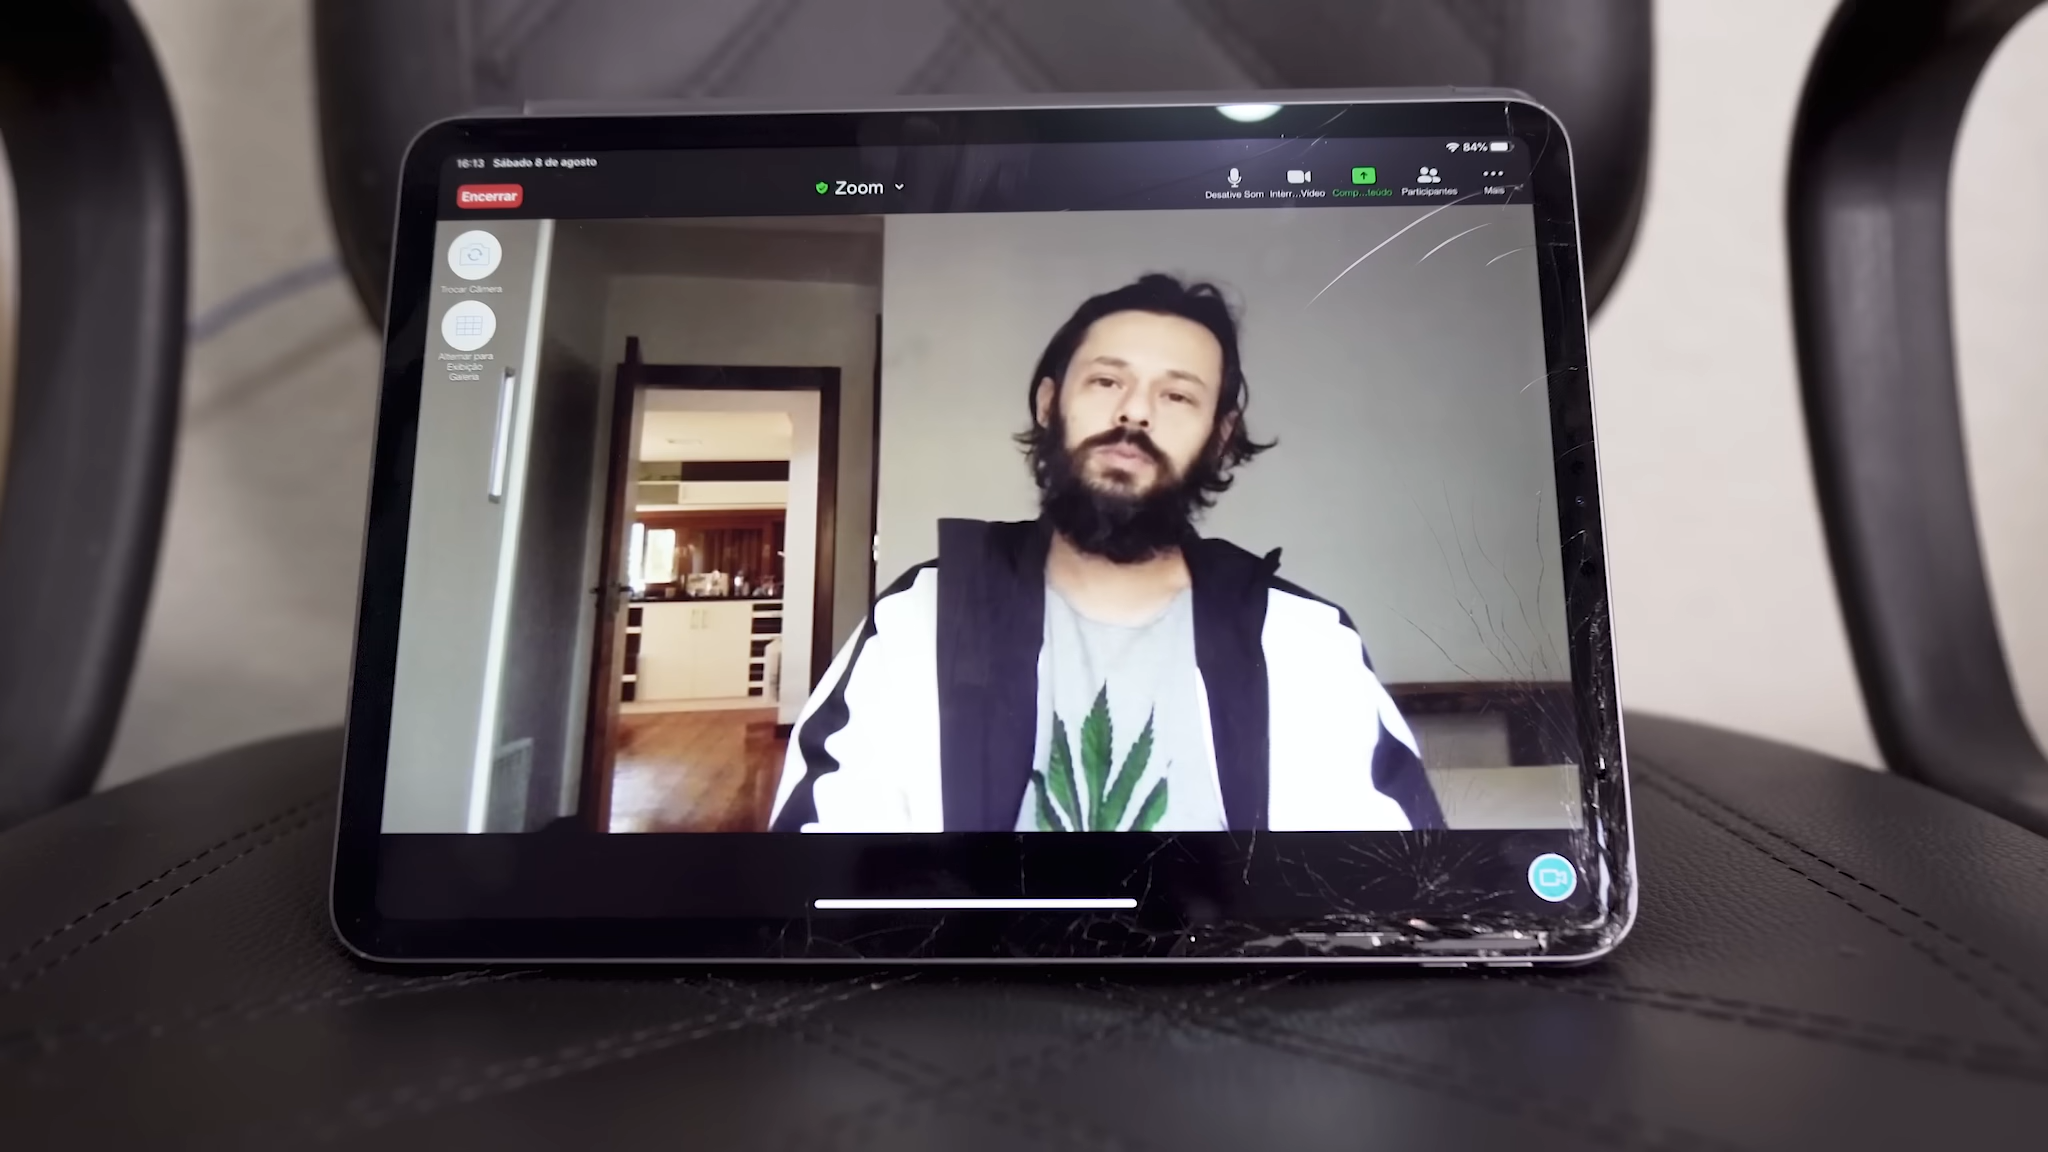 16:13 Sábado 8 de agosto
84%
Encerrar
Zoom
Desative Som
Interr...Vídeo
Comp...teúdo
Participantes
Mais
Trocar Câmera
Alternar para
Exibição
Galeria